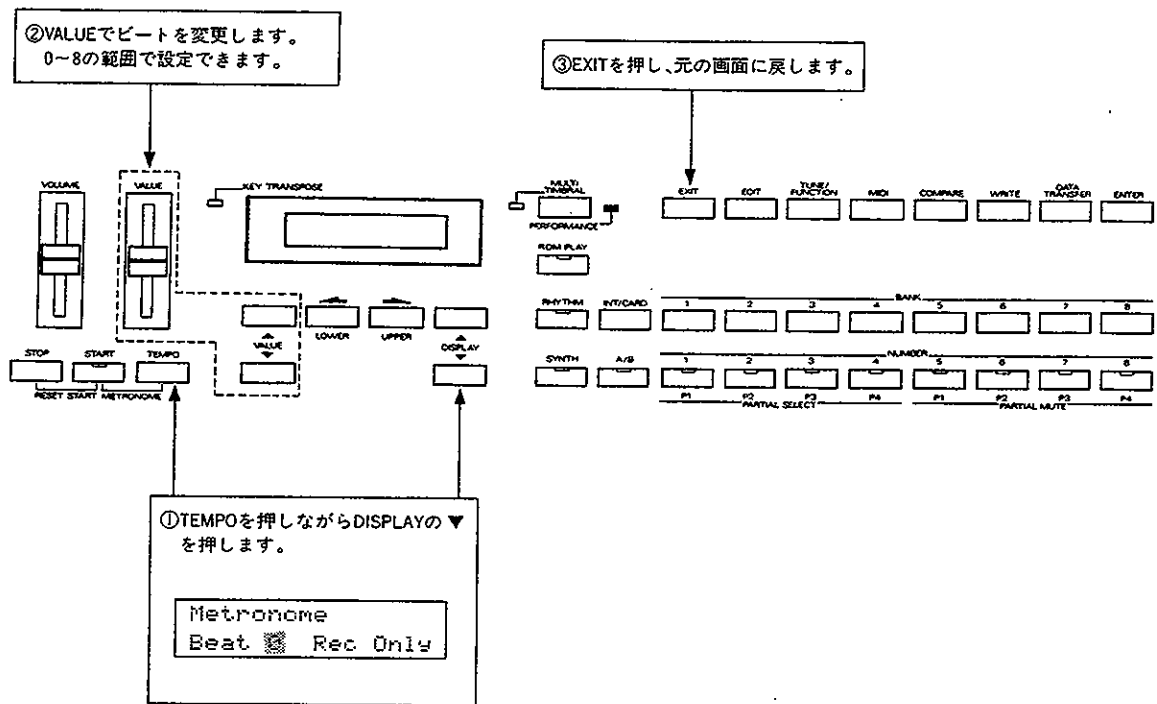 ②VALUEでビートを変更します。
0~8の範囲で設定できます。
③EXITを押し、元の画面に戻します。
VOLUME
VALUE
KEY TRANSPOSE
MULTI TIMBRAL
PERFORMANCE
EXIT
EDIT
TUNE/FUNCTION
MIDI
COMPARE
WRITE
DATA TRANSFER
ENTER
ROM PLAY
VALUE
LOWER
UPPER
DISPLAY
RHYTHM
INT/CARD
BANK
1 2 3 4 5 6 7 8
STOP
START
TEMPO
RESET START
METRONOME
SYNTH
A/B
NUMBER
1 2 3 4 5 6 7 8
P1 P2 P3 P4 P1 P2 P3 P4
PARTIAL SELECT
PARTIAL MUTE
①TEMPOを押しながらDISPLAYの▼
を押します。
Metronome
Beat Rec Only